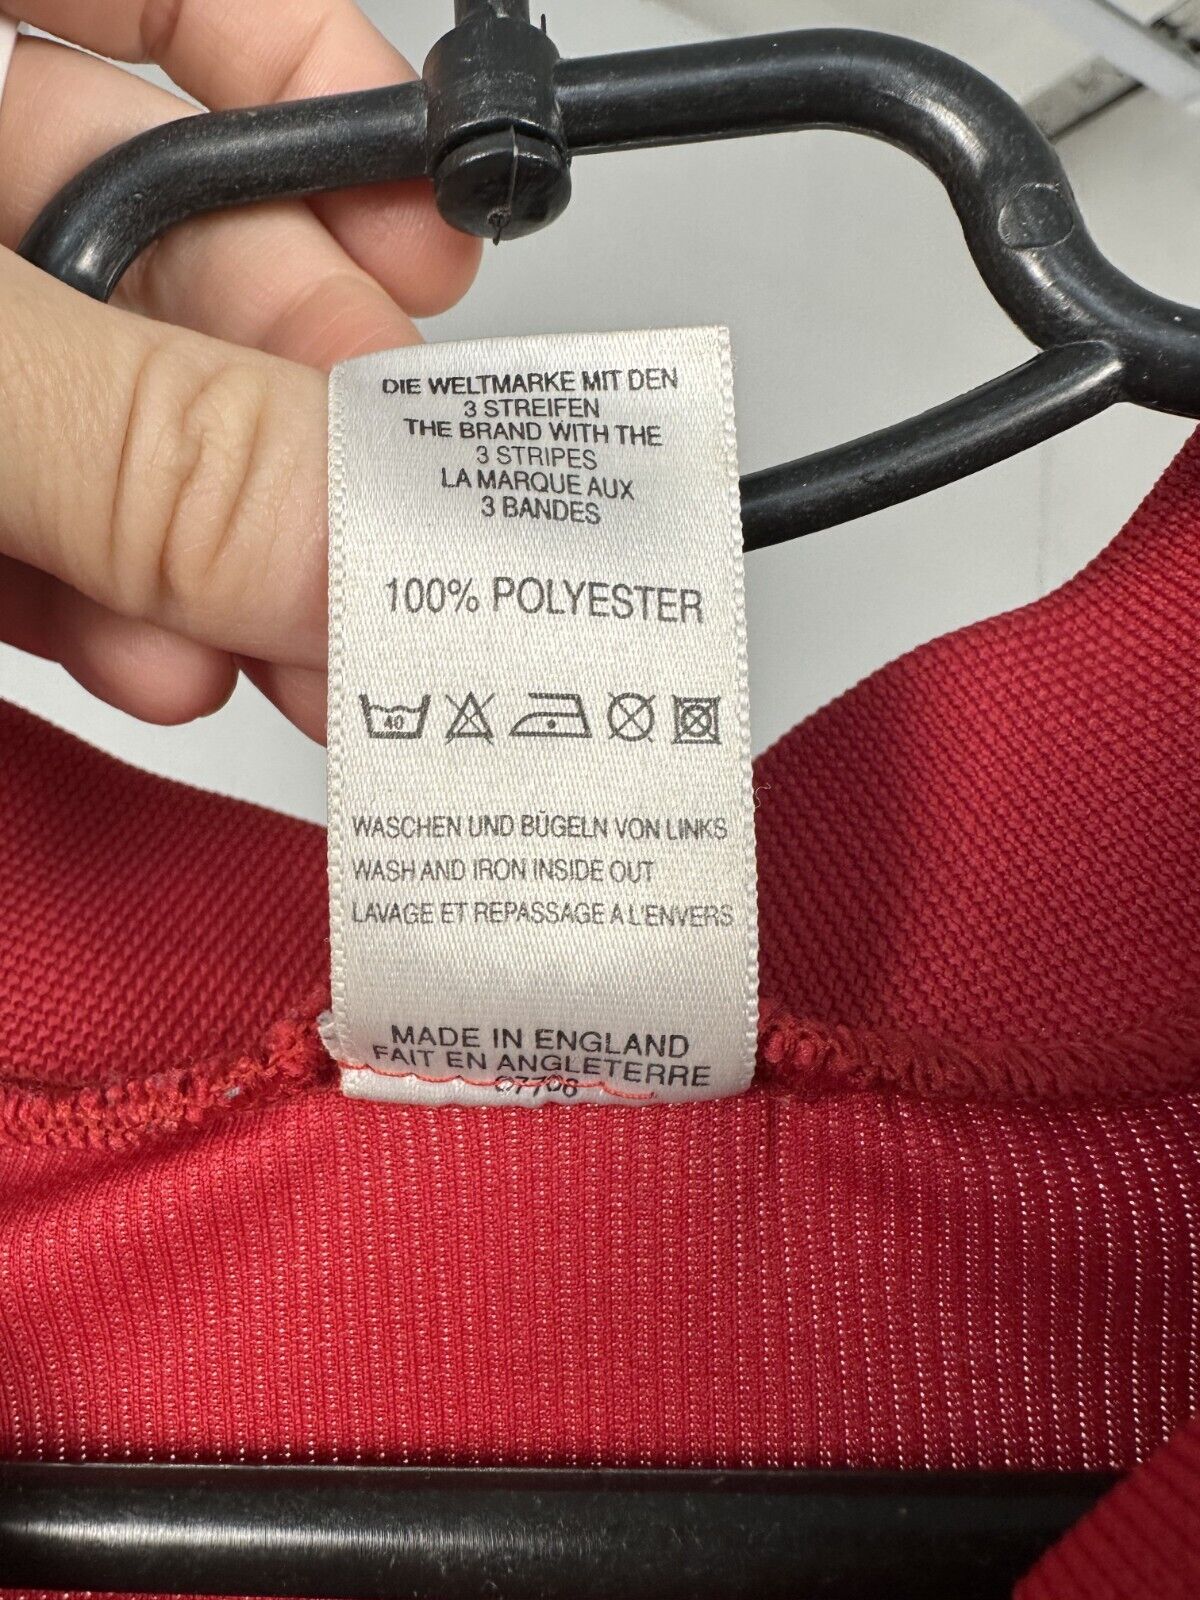 DIE WELTMARKE MIT DEN
3 STREIFEN
THE BRAND WITH THE
3 STRIPES
LA MARQUE AUX
3 BANDES
100% POLYESTER
40
WASCHEN UND BÜGELN VON LINKS
WASH AND IRON INSIDE OUT
LAVAGE ET REPASSAGE A L'ENVERS
MADE IN ENGLAND
FAIT EN ANGLETERRE